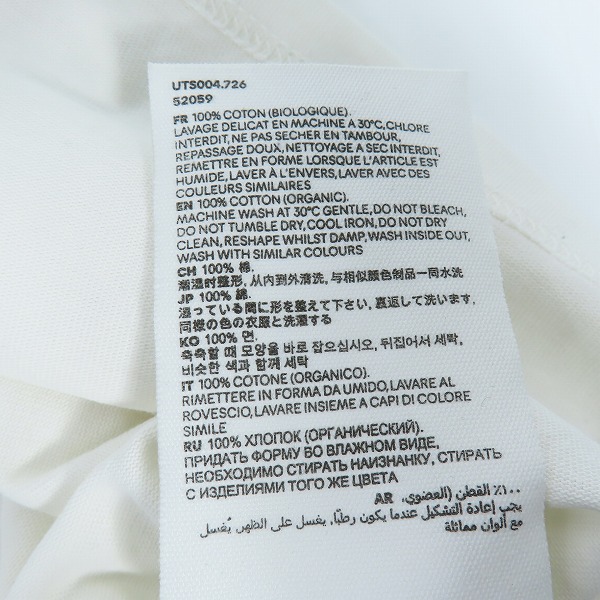 UTS004.726
52059
FR 100% COTON (BIOLOGIQUE).
LAVAGE DELICAT EN MACHINE A 30°C, CHLORE
INTERDIT, NE PAS SECHER EN TAMBOUR,
REPASSAGE DOUX, NETTOYAGE A SEC INTERDIT,
REMETTRE EN FORME LORSQUE L'ARTICLE EST
HUMIDE, LAVER À L'ENVERS, LAVER AVEC DES
COULEURS SIMILAIRES
EN 100% COTTON (ORGANIC).
MACHINE WASH AT 30°C GENTLE, DO NOT BLEACH,
DO NOT TUMBLE DRY, COOL IRON, DO NOT DRY
CLEAN, RESHAPE WHILST DAMP, WASH INSIDE OUT,
WASH WITH SIMILAR COLOURS
CH 100% 棉.
潮湿时整形, 从内到外清洗, 与相似颜色制品一同水洗
JP 100% 綿.
湿っている間に形を整えて下さい, 裏返して洗います,
同様の色の衣服と洗濯する
KO 100% 면.
축축할 때 모양을 바로 잡으십시오, 뒤집어서 세탁,
비슷한 색과 함께 세탁
IT 100% COTONE (ORGANICO).
RIMETTERE IN FORMA DA UMIDO, LAVARE AL
ROVESCIO, LAVARE INSIEME A CAPI DI COLORE
SIMILE
RU 100% ХЛОПОК (ОРГАНИЧЕСКИЙ).
ПРИДАТЬ ФОРМУ ВО ВЛАЖНОМ ВИДЕ,
НЕОБХОДИМО СТИРАТЬ НАИЗНАНКУ, СТИРАТЬ
С ИЗДЕЛИЯМИ ТОГО ЖЕ ЦВЕТА
AR ١٠٠٪ القطن (العضوي).
يجب إعادة التشكيل عندما يكون رطبًا, يغسل على الظهر, يُغسل
مع ألوان مماثلة